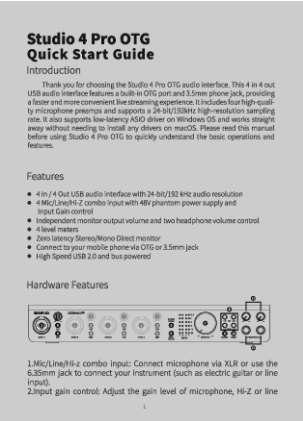 Studio 4 Pro OTG
Quick Start Guide
Introduction
Thank you for choosing the Studio 4 Pro OTG audio interface. This 4 in 4 out
USB audio interface features a built-in OTG port and 3.5mm phone jack, providing
a faster and more convenient live streaming experience. It includes four high-quali-
ty microphone preamps and supports a 24-bit/192kHz high-resolution sampling
rate. It also supports low-latency ASIO driver on Windows OS and works straight
away without needing to install any drivers on macOS. Please read this manual
before using Studio 4 Pro OTG to quickly understand the basic operations and
features.
Features
● 4 In / 4 Out USB audio interface with 24-bit/192 kHz audio resolution
● 4 Mic/Line/Hi-Z combo input with 48V phantom power supply and
Input Gain control
● Independent monitor output volume and two headphone volume control
● 4 level meters
● Zero latency Stereo/Mono Direct monitor
● Connect to your mobile phone via OTG or 3.5mm jack
● High Speed USB 2.0 and bus powered
Hardware Features
1.Mic/Line/Hi-z combo input: Connect microphone via XLR or use the
6.35mm jack to connect your instrument (such as electric guitar or line
input).
2.Input gain control: Adjust the gain level of microphone, Hi-Z or line
1